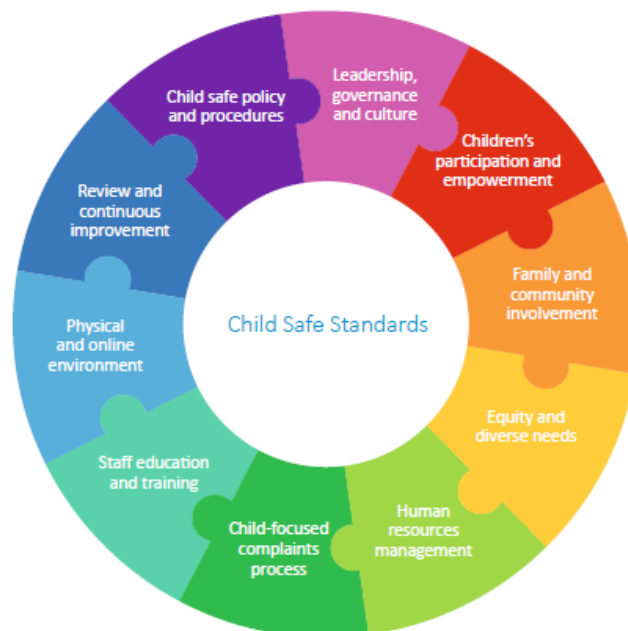 Leadership,
governance
and culture
Children's
participation and
empowerment
Family and
community
involvement
Equity and
diverse needs
Human
resources
management
Child-focused
complaints
process
Staff education
and training
Physical
and online
environment
Review and
continuous
improvement
Child safe policy
and procedures
Child Safe Standards